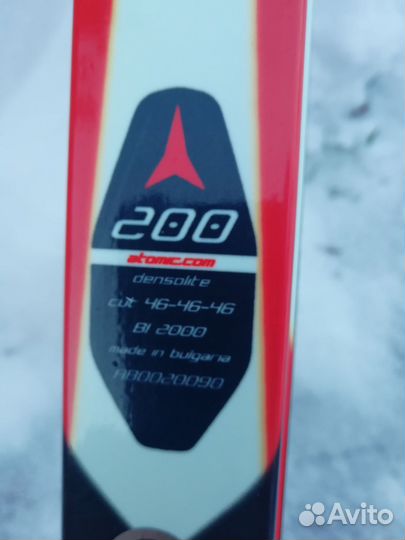 200
atomic.com
densolite
cut 46-46-46
BI 2000
made in bulgaria
AB0020090
Avito